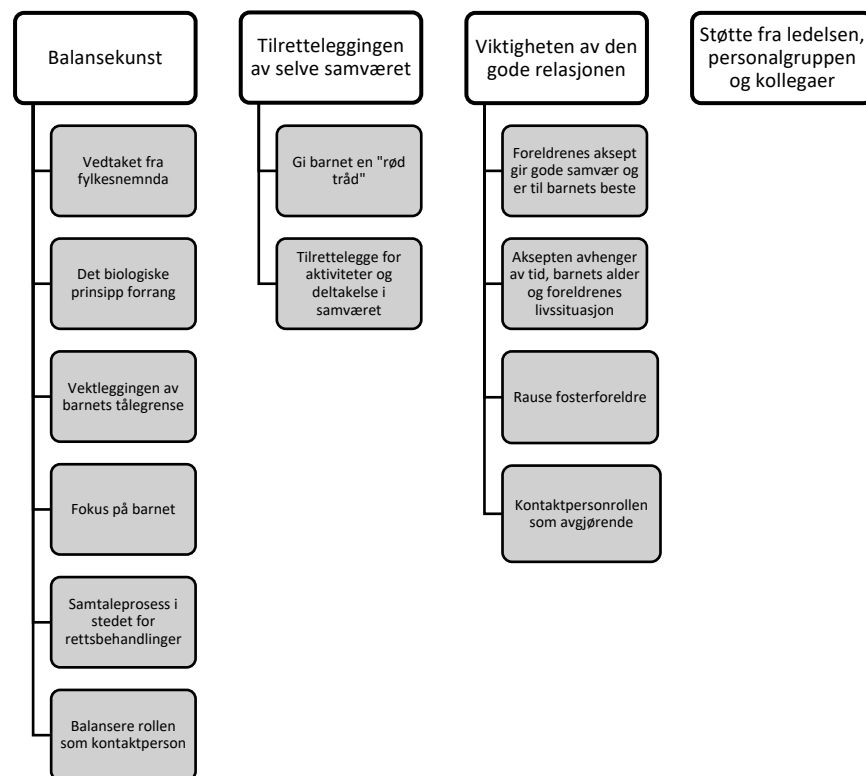 Balansekunst
Vedtaket fra
fylkesnemnda
Det biologiske
prinsipp forrang
Vektleggingen av
barnets tålegrense
Fokus på barnet
Samtaleprosess i
stedet for
rettsbehandlinger
Balansere rollen
som kontaktperson
Tilretteleggingen
av selve samværet
Gi barnet en "rød
tråd"
Tilrettelegge for
aktiviteter og
deltakelse i
samværet
Viktigheten av den
gode relasjonen
Foreldrenes aksept
gir gode samvær og
er til barnets beste
Aksepten avhenger
av tid, barnets alder
og foreldrenes
livssituasjon
Rause fosterforeldre
Kontaktpersonrollen
som avgjørende
Støtte fra ledelsen,
personalgruppen
og kollegaer